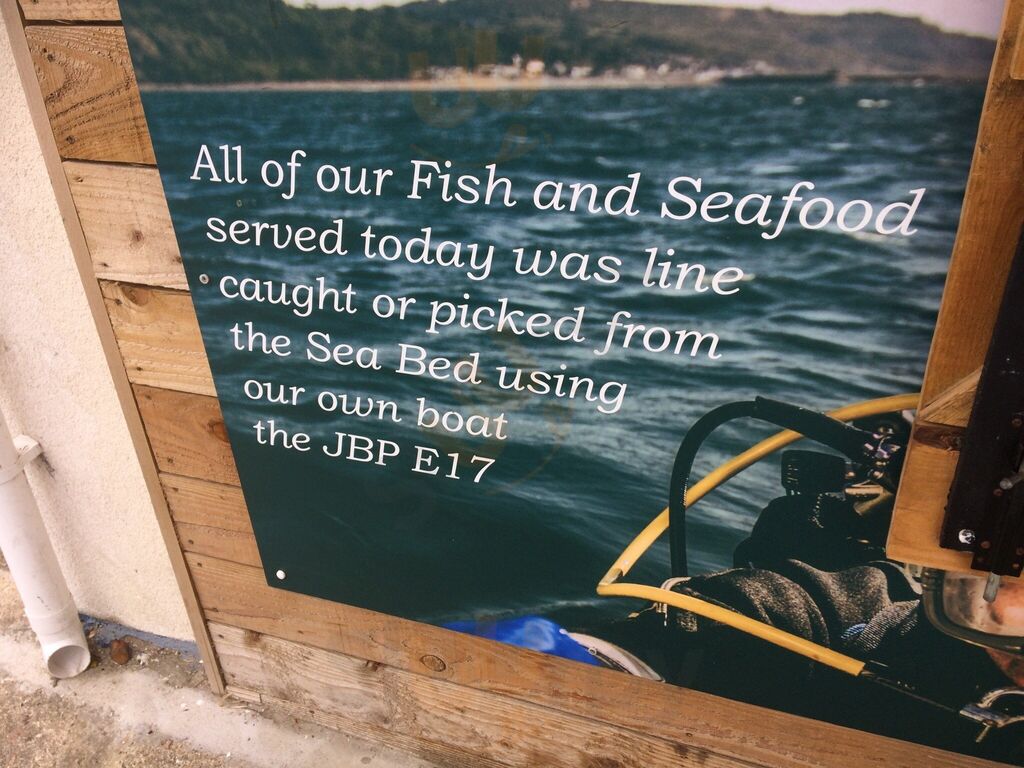 All of our Fish and Seafood
served today was line
caught or picked from
the Sea Bed using
our own boat
the JBP E17